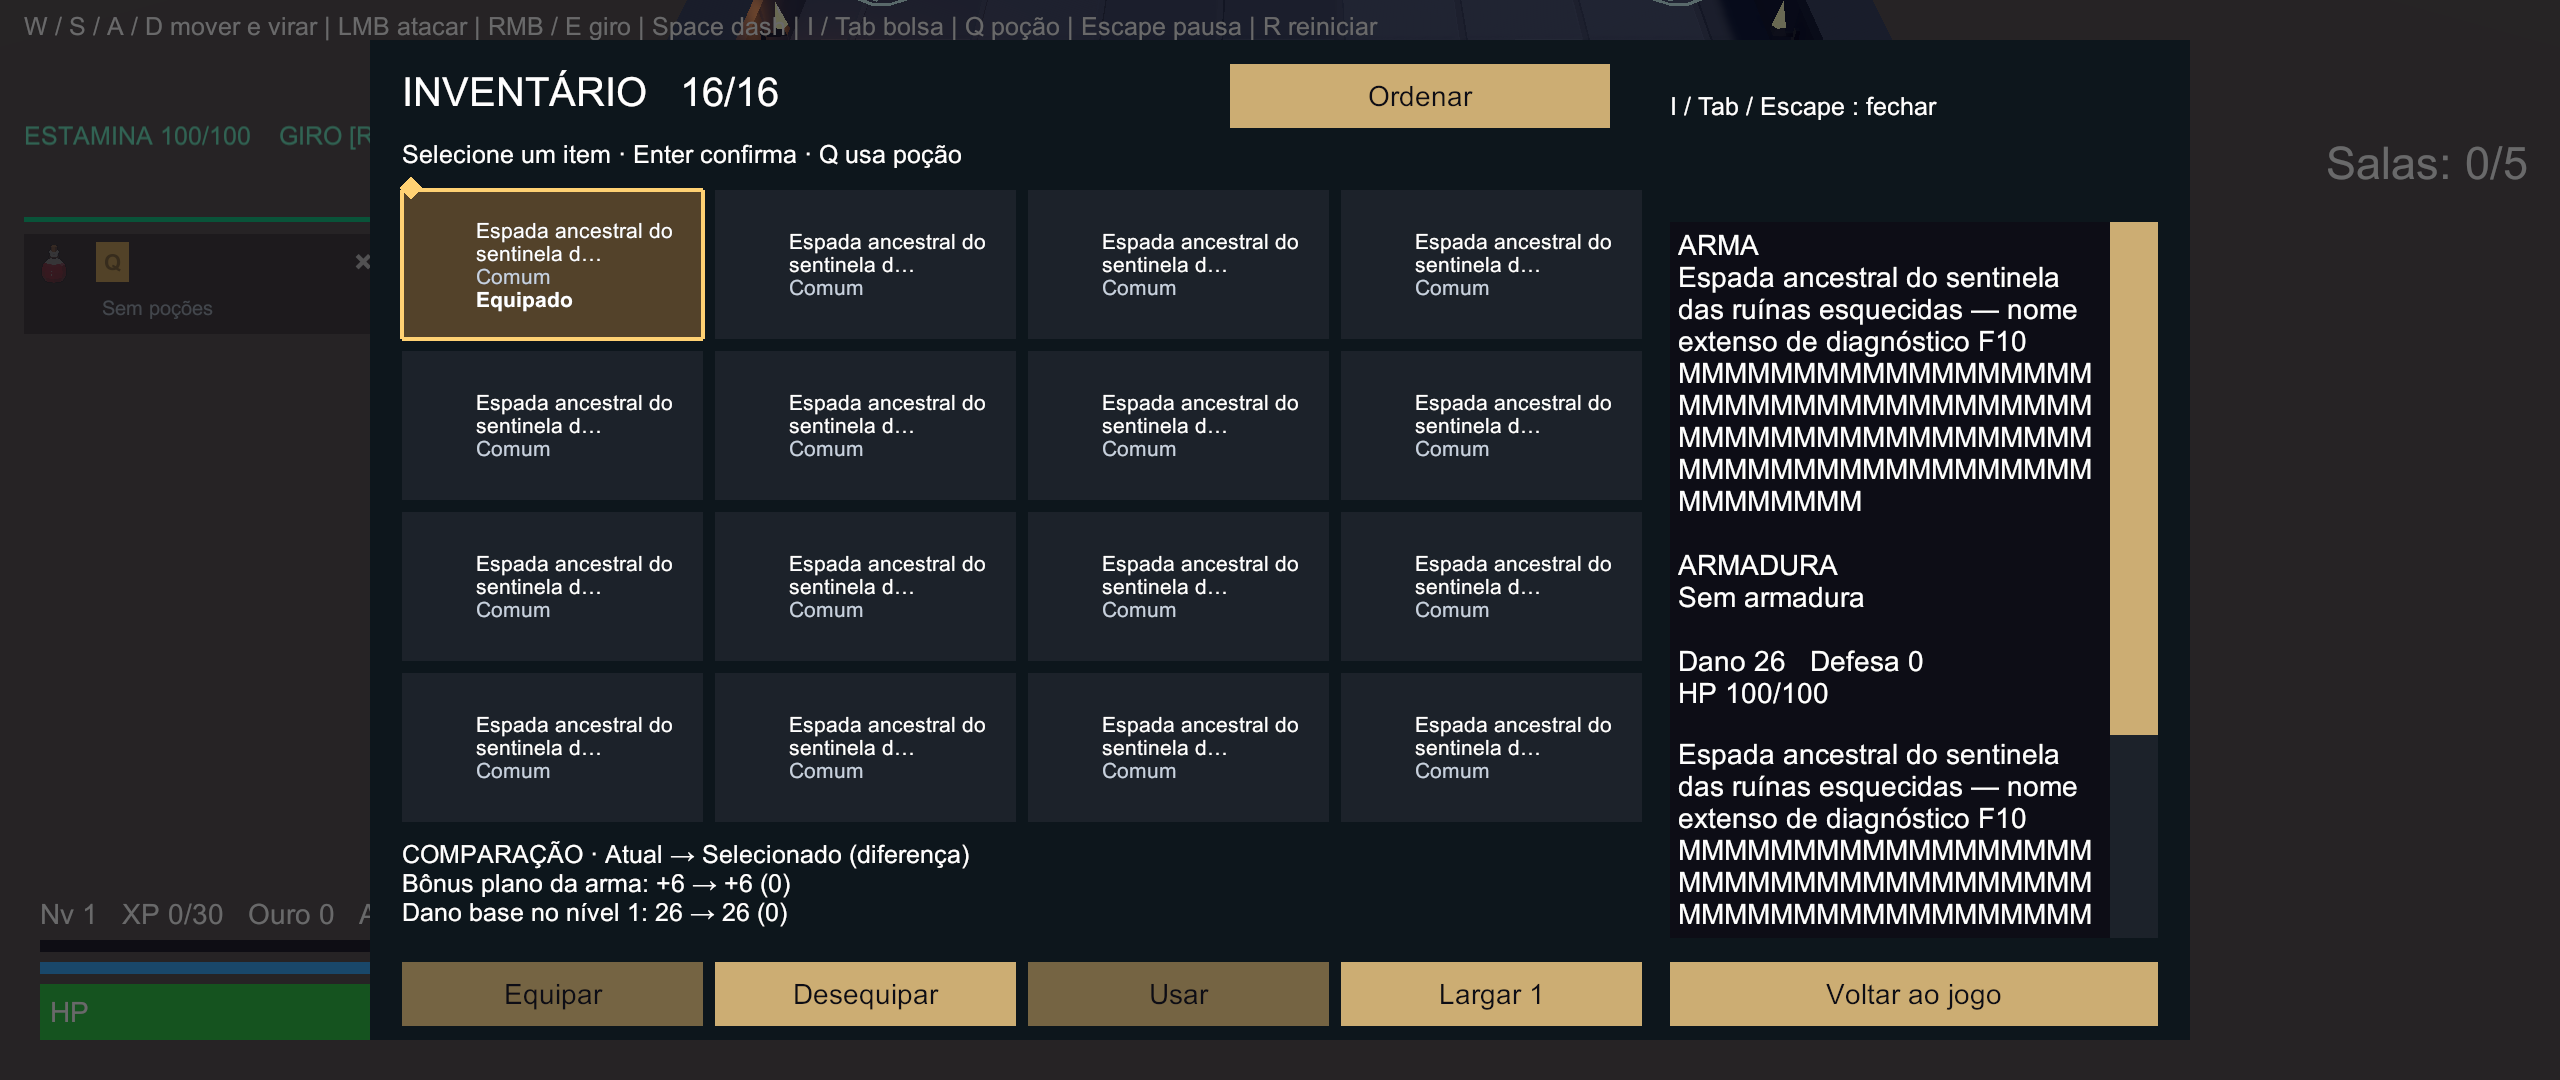 W / S / A / D mover e virar | LMB atacar | RMB / E giro | Space dash | I / Tab bolsa | Q poção | Escape pausa | R reiniciar
INVENTÁRIO 16/16
Ordenar
I / Tab / Escape : fechar
ESTAMINA 100/100 GIRO [R
Selecione um item · Enter confirma · Q usa poção
Salas: 0/5
Q
Sem poções
Espada ancestral do
sentinela d…
Comum
Equipado
Espada ancestral do
sentinela d…
Comum
Espada ancestral do
sentinela d…
Comum
Espada ancestral do
sentinela d…
Comum
Espada ancestral do
sentinela d…
Comum
Espada ancestral do
sentinela d…
Comum
Espada ancestral do
sentinela d…
Comum
Espada ancestral do
sentinela d…
Comum
Espada ancestral do
sentinela d…
Comum
Espada ancestral do
sentinela d…
Comum
Espada ancestral do
sentinela d…
Comum
Espada ancestral do
sentinela d…
Comum
Espada ancestral do
sentinela d…
Comum
Espada ancestral do
sentinela d…
Comum
Espada ancestral do
sentinela d…
Comum
Espada ancestral do
sentinela d…
Comum
ARMA
Espada ancestral do sentinela
das ruínas esquecidas — nome
extenso de diagnóstico F10
MMMMMMMMMMMMMMMMMM
MMMMMMMMMMMMMMMMMM
MMMMMMMMMMMMMMMMMM
MMMMMMMMMMMMMMMMMM
MMMMMMMM
ARMADURA
Sem armadura
Dano 26 Defesa 0
HP 100/100
Espada ancestral do sentinela
das ruínas esquecidas — nome
extenso de diagnóstico F10
MMMMMMMMMMMMMMMMMM
MMMMMMMMMMMMMMMMMM
MMMMMMMMMMMMMMMMMM
COMPARAÇÃO · Atual → Selecionado (diferença)
Bônus plano da arma: +6 → +6 (0)
Dano base no nível 1: 26 → 26 (0)
Nv 1 XP 0/30 Ouro 0 A
HP
Equipar
Desequipar
Usar
Largar 1
Voltar ao jogo